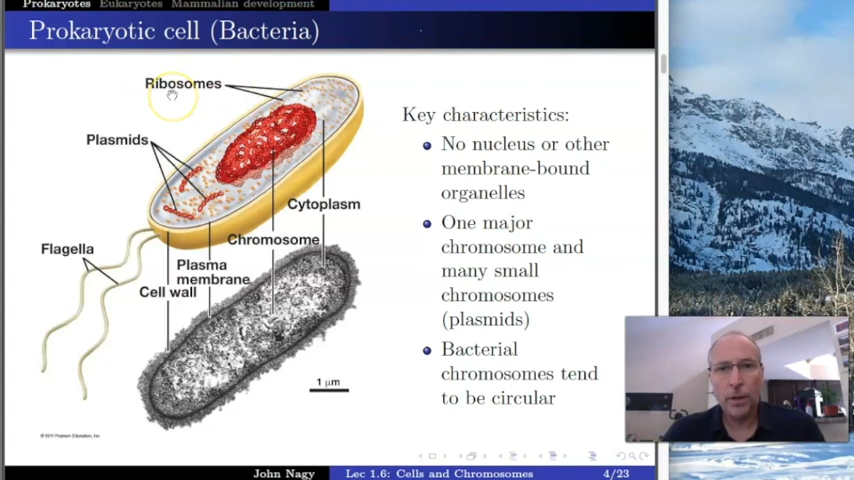 Prokaryotes Eukaryotes Mammalian development
Prokaryotic cell (Bacteria)
Ribosomes
Plasmids
Cytoplasm
Chromosome
Flagella
Plasma
membrane
Cell wall
1 µm
© 2011 Pearson Education, Inc.
Key characteristics:
No nucleus or other
membrane-bound
organelles
One major
chromosome and
many small
chromosomes
(plasmids)
Bacterial
chromosomes tend
to be circular
John Nagy
Lec 1.6: Cells and Chromosomes
4/23